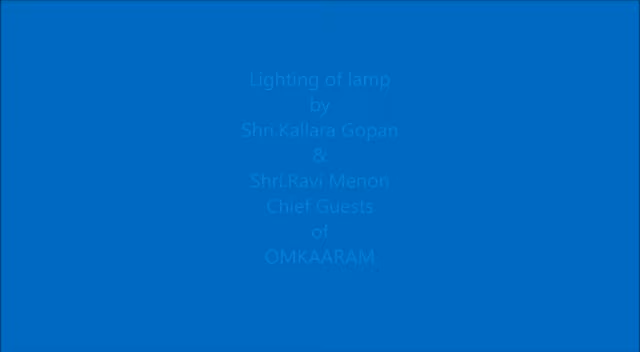 Lighting of lamp
by
Shri.Kallara Gopan
&
Shri.Ravi Menon
Chief Guests
of
OMKAARAM